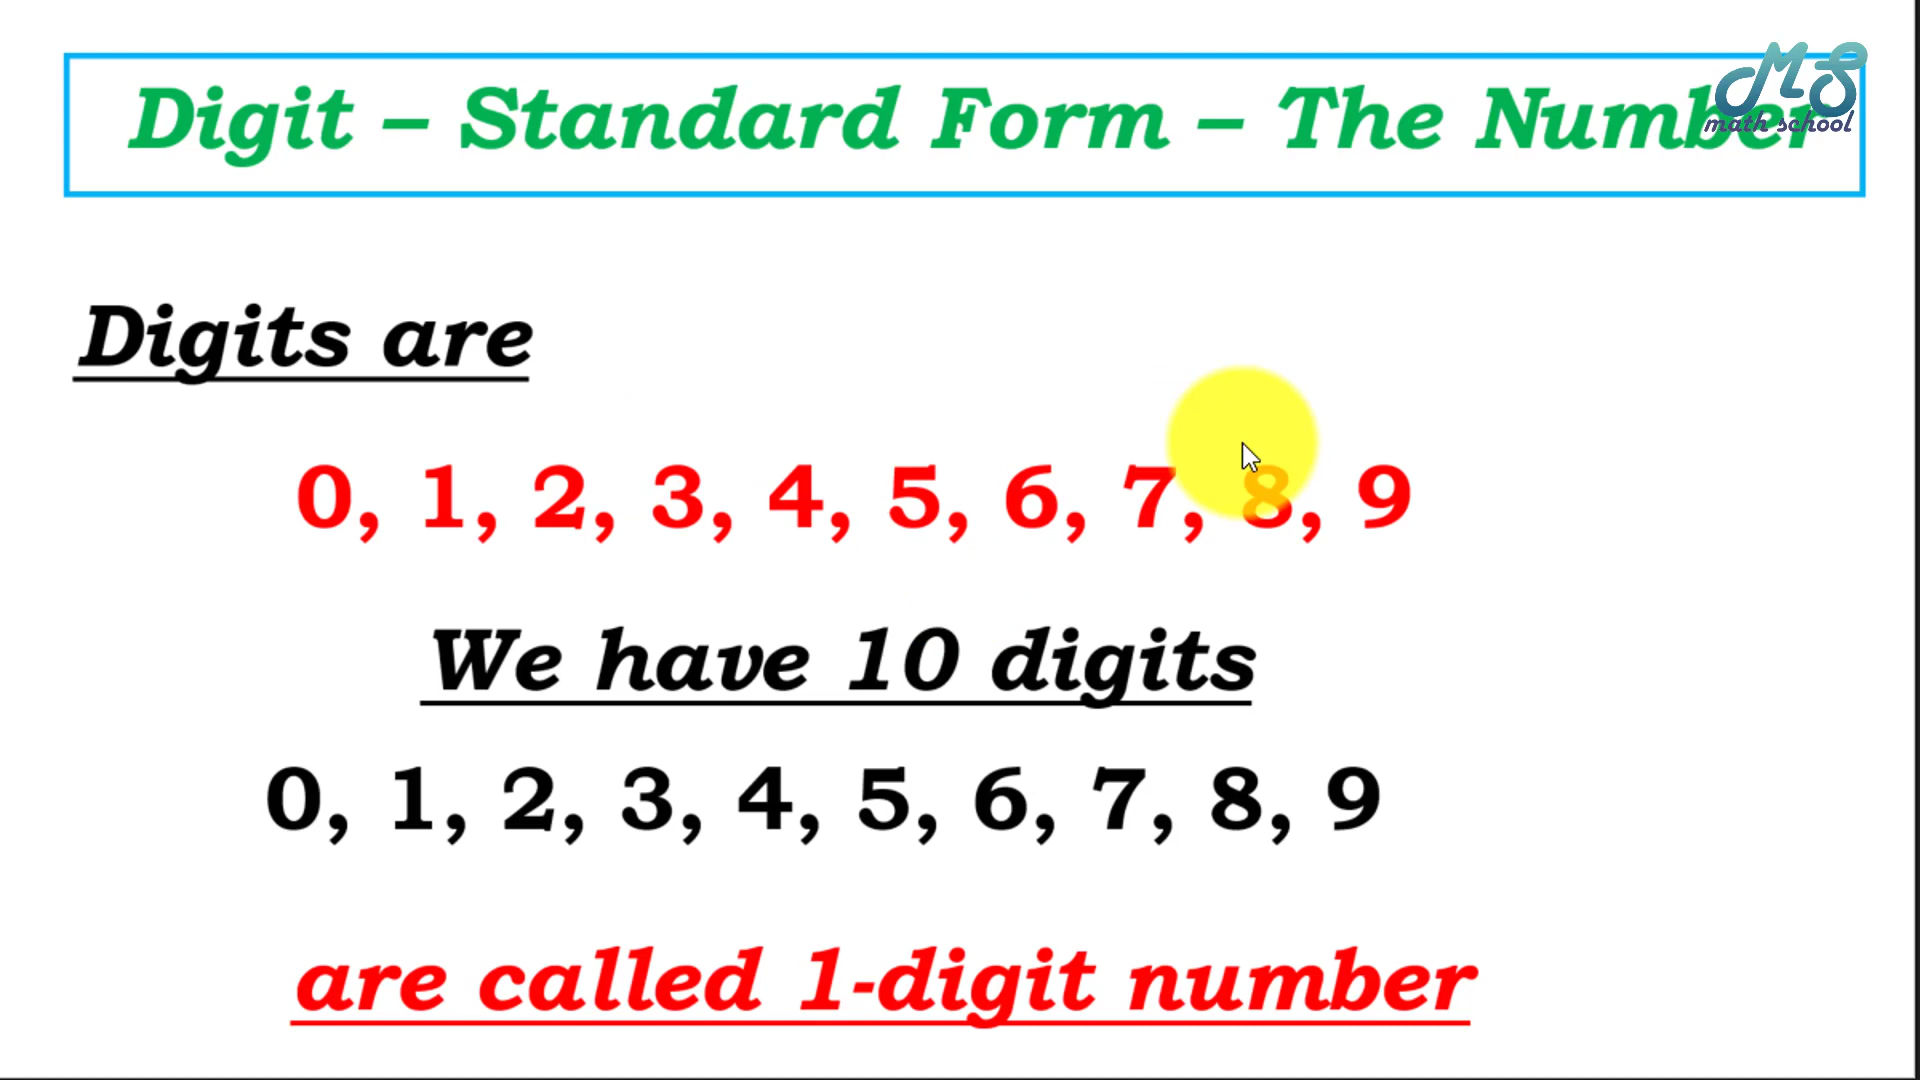 Digit – Standard Form – The Number
MS
math school
Digits are
0, 1, 2, 3, 4, 5, 6, 7, 8, 9
We have 10 digits
0, 1, 2, 3, 4, 5, 6, 7, 8, 9
are called 1-digit number